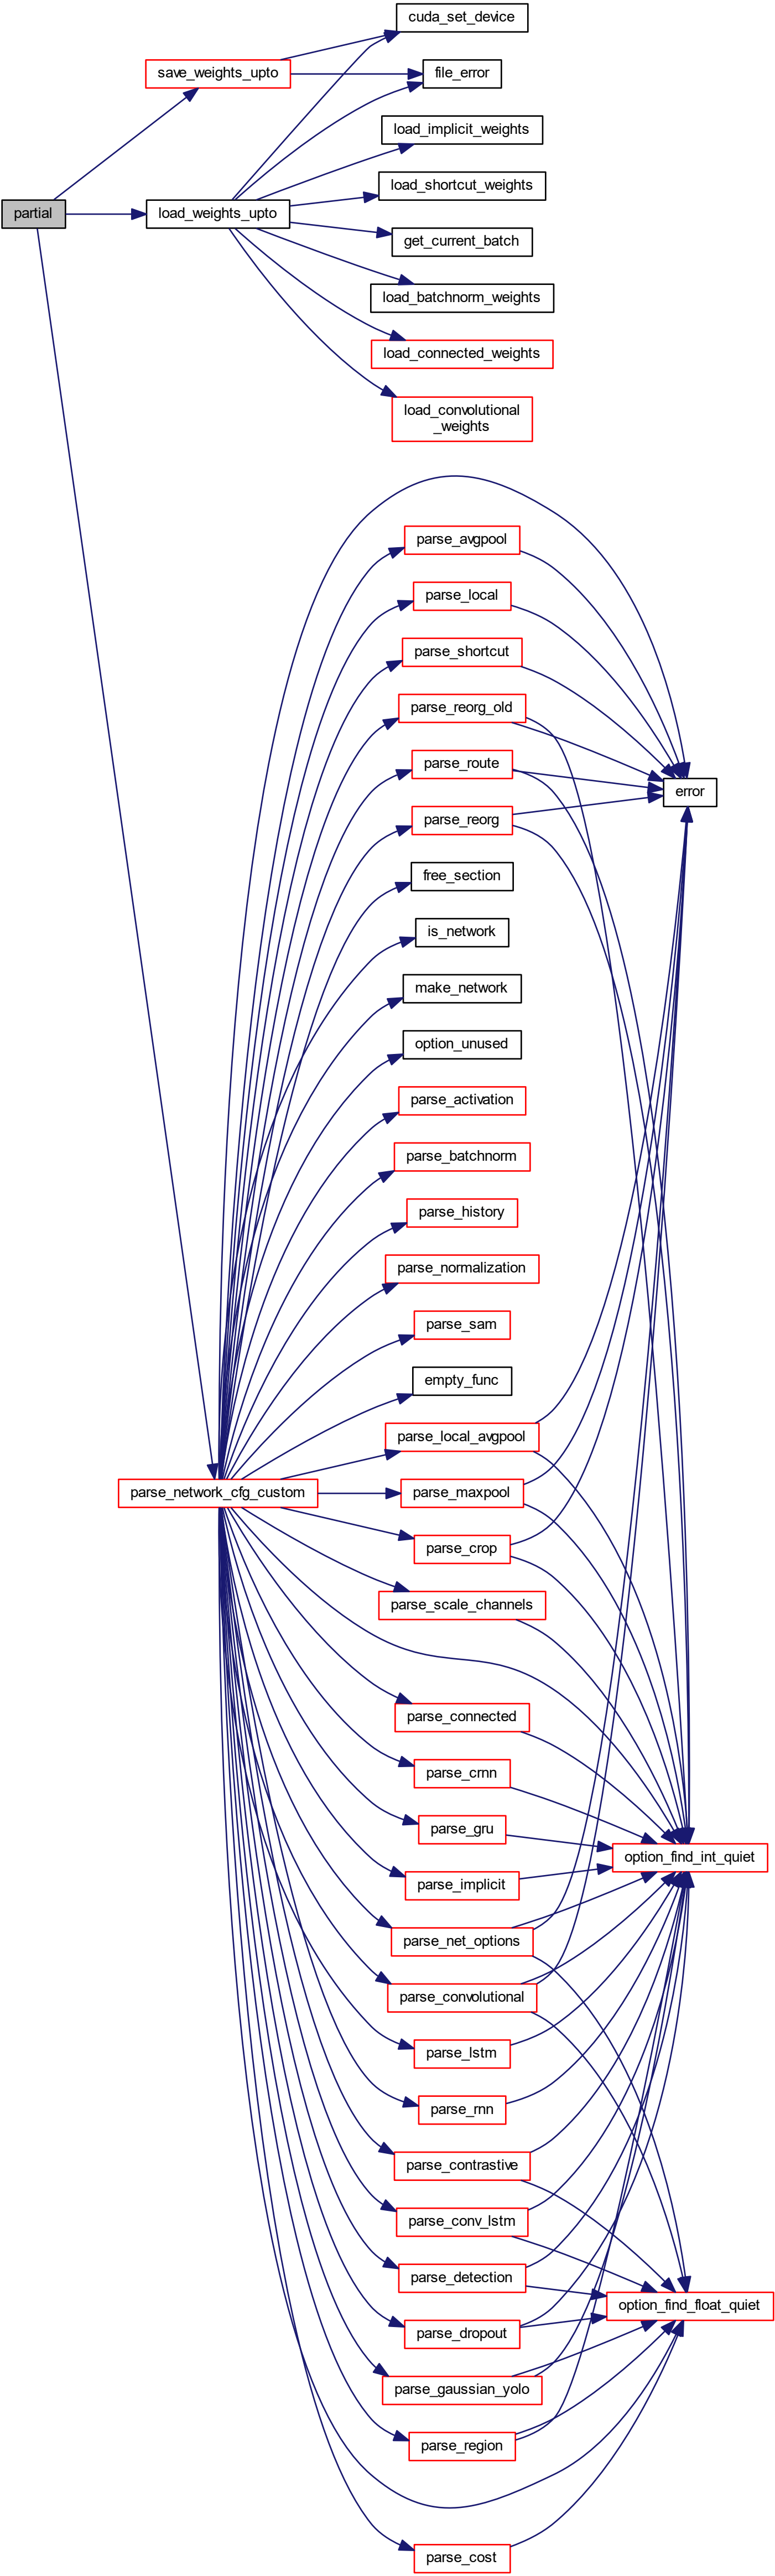 cuda_set_device
save_weights_upto
file_error
load_implicit_weights
load_shortcut_weights
partial
load_weights_upto
get_current_batch
load_batchnorm_weights
load_connected_weights
load_convolutional
_weights
parse_avgpool
parse_local
parse_shortcut
parse_reorg_old
parse_route
error
parse_reorg
free_section
is_network
make_network
option_unused
parse_activation
parse_batchnorm
parse_history
parse_normalization
parse_sam
empty_func
parse_local_avgpool
parse_network_cfg_custom
parse_maxpool
parse_crop
parse_scale_channels
parse_connected
parse_crnn
parse_gru
option_find_int_quiet
parse_implicit
parse_net_options
parse_convolutional
parse_lstm
parse_rnn
parse_contrastive
parse_conv_lstm
parse_detection
option_find_float_quiet
parse_dropout
parse_gaussian_yolo
parse_region
parse_cost